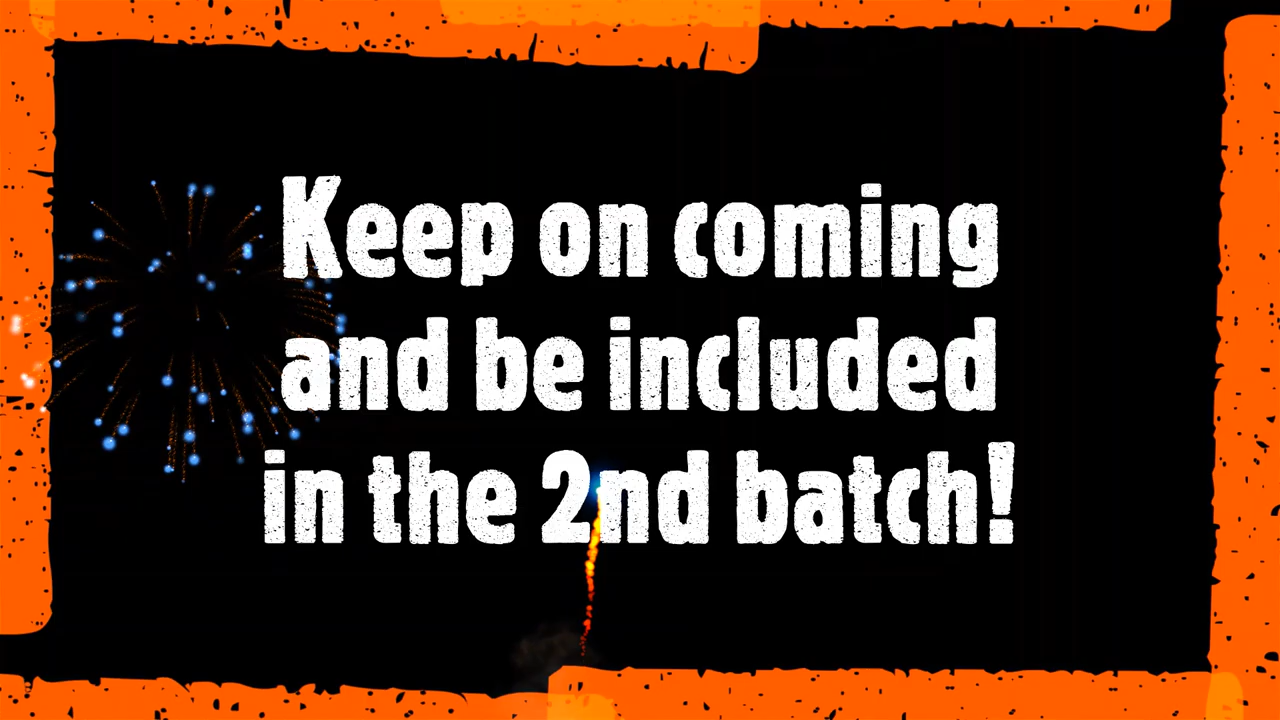 Keep on coming
and be included
in the 2nd batch!